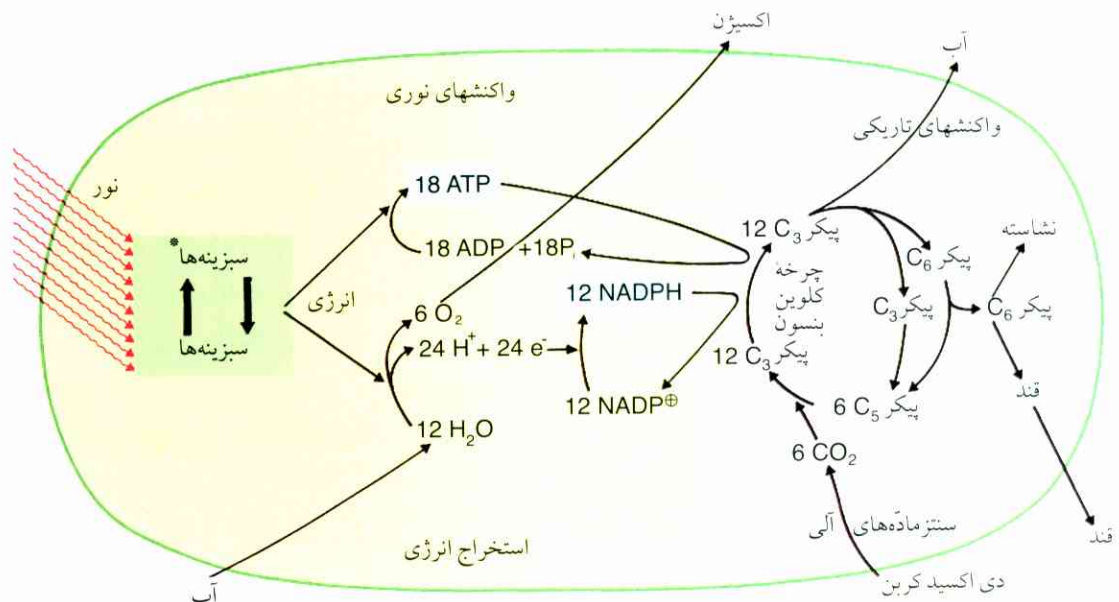 اکسیژن
آب
واکنشهای نوری
واکنشهای تاریکی
نور
سبزینه‌ها*
سبزینه‌ها
انرژی
18 ATP
18 ADP +18Pᵢ
6 O₂
24 H⁺ + 24 e⁻
12 H₂O
12 NADPH
12 NADP⊕
12 C₃ پیکر
چرخهٔ
کلوین
بنسون
12 C₃ پیکر
C₆ پیکر
C₃ پیکر
6 C₅ پیکر
6 CO₂
نشاسته
C₆ پیکر
قند
قند
سنتز مادّه‌های آلی
استخراج انرژی
آب
دی اکسید کربن